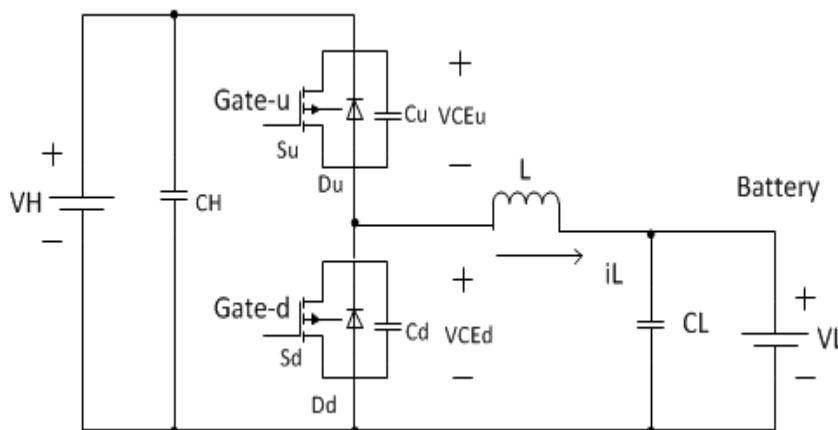 +
Gate-u
Cu
VCEu
Su
−
Du
+
VH
−
CH
L
Battery
iL
+
Gate-d
Cd
VCEd
Sd
−
Dd
CL
+
VL
−